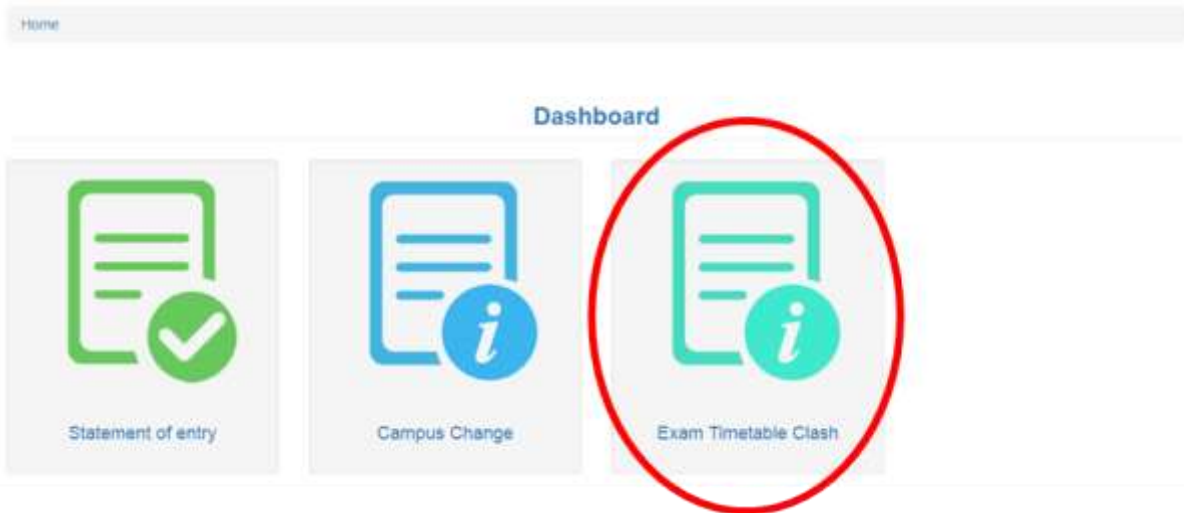 Home
Dashboard
Statement of entry
Campus Change
Exam Timetable Clash